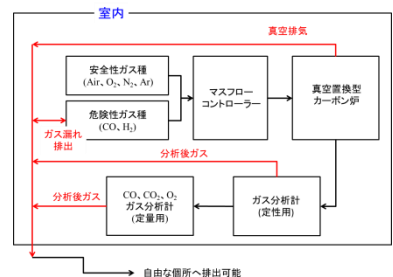 室内
真空排気
安全性ガス種
(Air、O₂、N₂、Ar)
危険性ガス種
(CO、H₂)
マスフロー
コントローラー
真空置換型
カーボン炉
ガス漏れ
排出
分析後ガス
分析後ガス
CO、CO₂、O₂
ガス分析計
(定量用)
ガス分析計
(定性用)
自由な個所へ排出可能